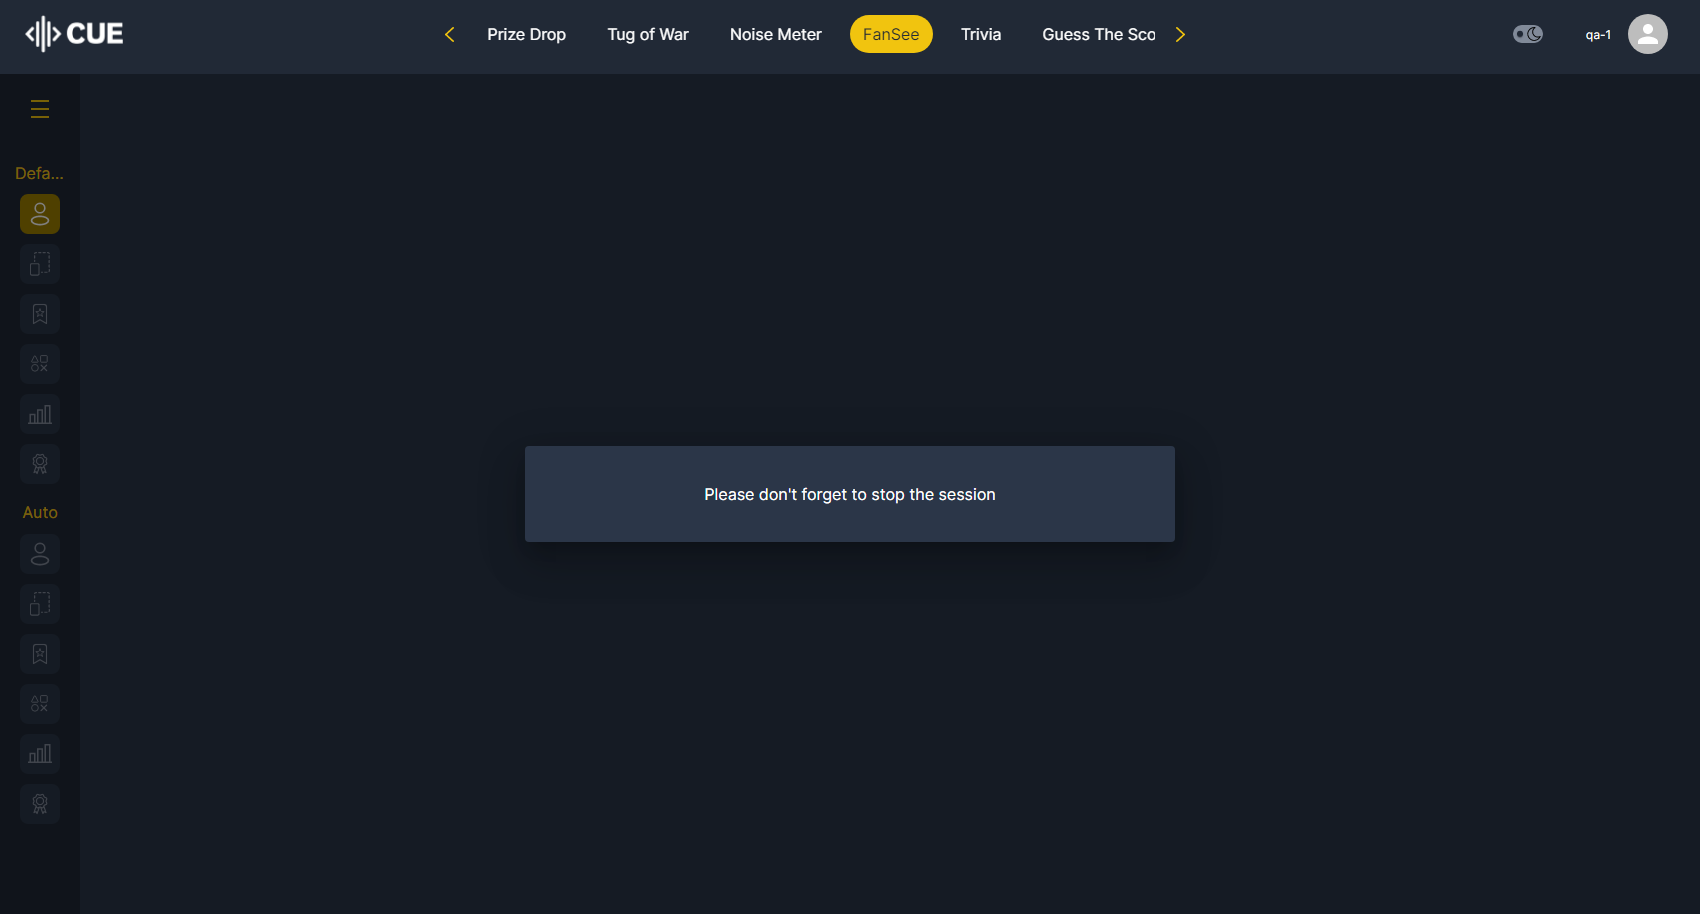 CUE
Prize Drop
Tug of War
Noise Meter
FanSee
Trivia
Guess The Sco
qa-1
Defa...
Please don't forget to stop the session
Auto